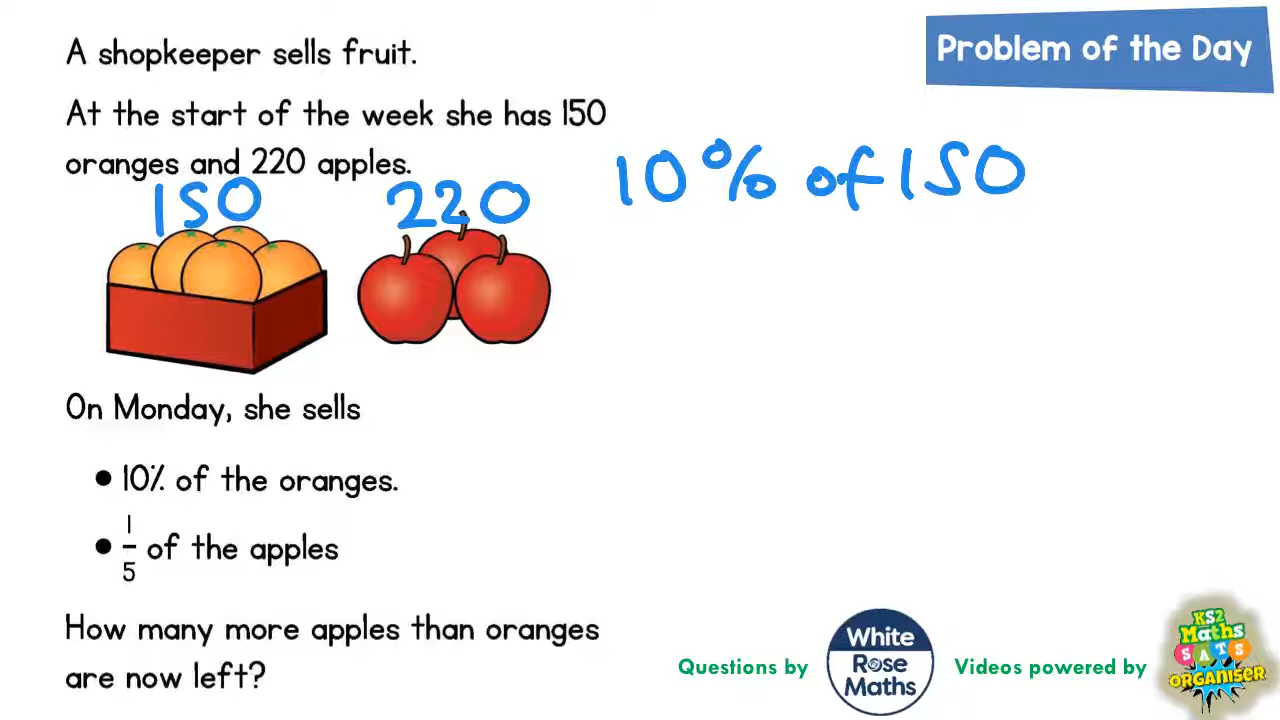 A shopkeeper sells fruit.
Problem of the Day
At the start of the week she has 150
oranges and 220 apples.
10% of 150
150
220
On Monday, she sells
• 10% of the oranges.
• 1/5 of the apples
How many more apples than oranges
are now left?
Questions by
White
Rose
Maths
Videos powered by
KS2
Maths
SATS
ORGANISER